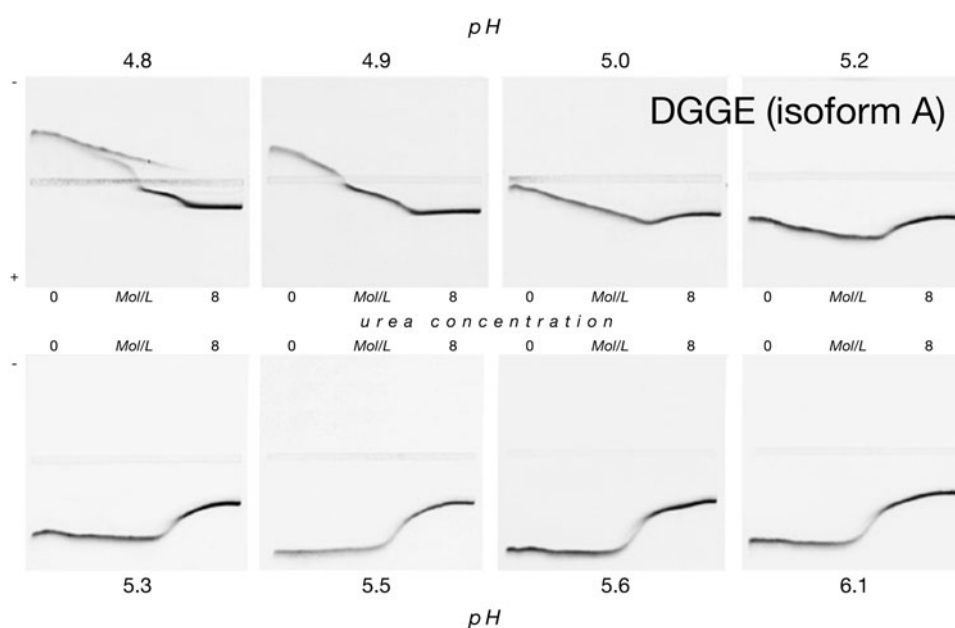 pH
4.8 4.9 5.0 5.2
DGGE (isoform A)
-
+
0 Mol/L 8 0 Mol/L 8 0 Mol/L 8 0 Mol/L 8
urea concentration
0 Mol/L 8 0 Mol/L 8 0 Mol/L 8 0 Mol/L 8
-
5.3 5.5 5.6 6.1
pH